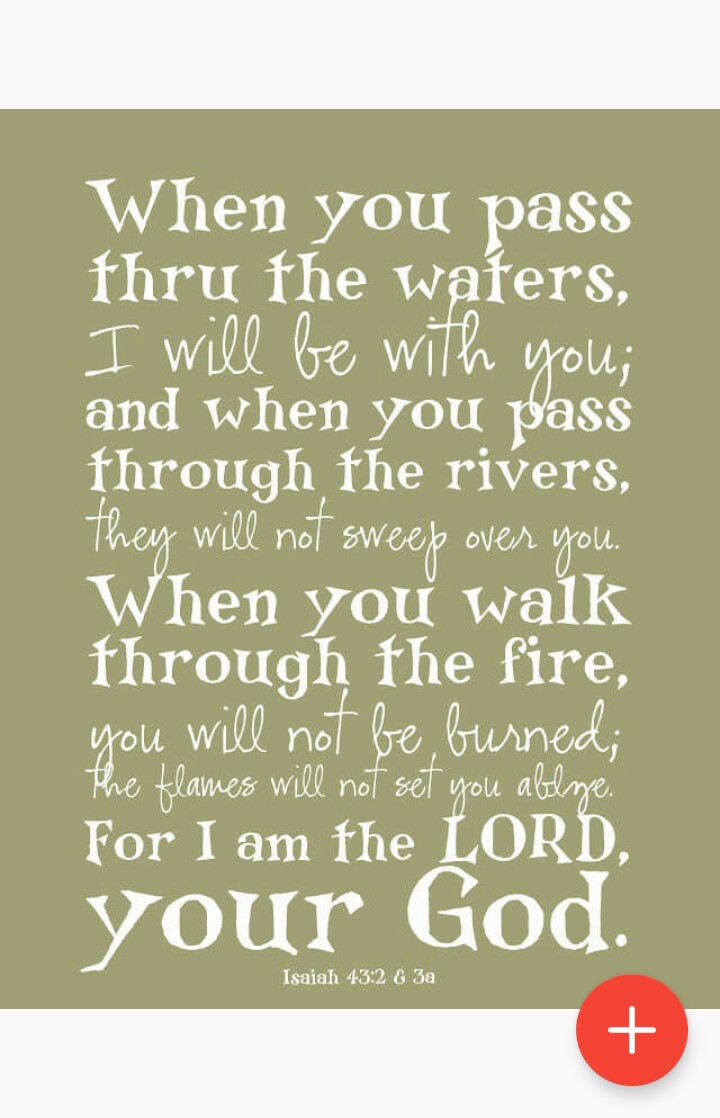 When you pass
thru the waters,
I will be with you;
and when you pass
through the rivers,
they will not sweep over you.
When you walk
through the fire,
you will not be burned;
the flames will not set you ablze.
For I am the LORD,
your God.
Isaiah 43:2 & 3a